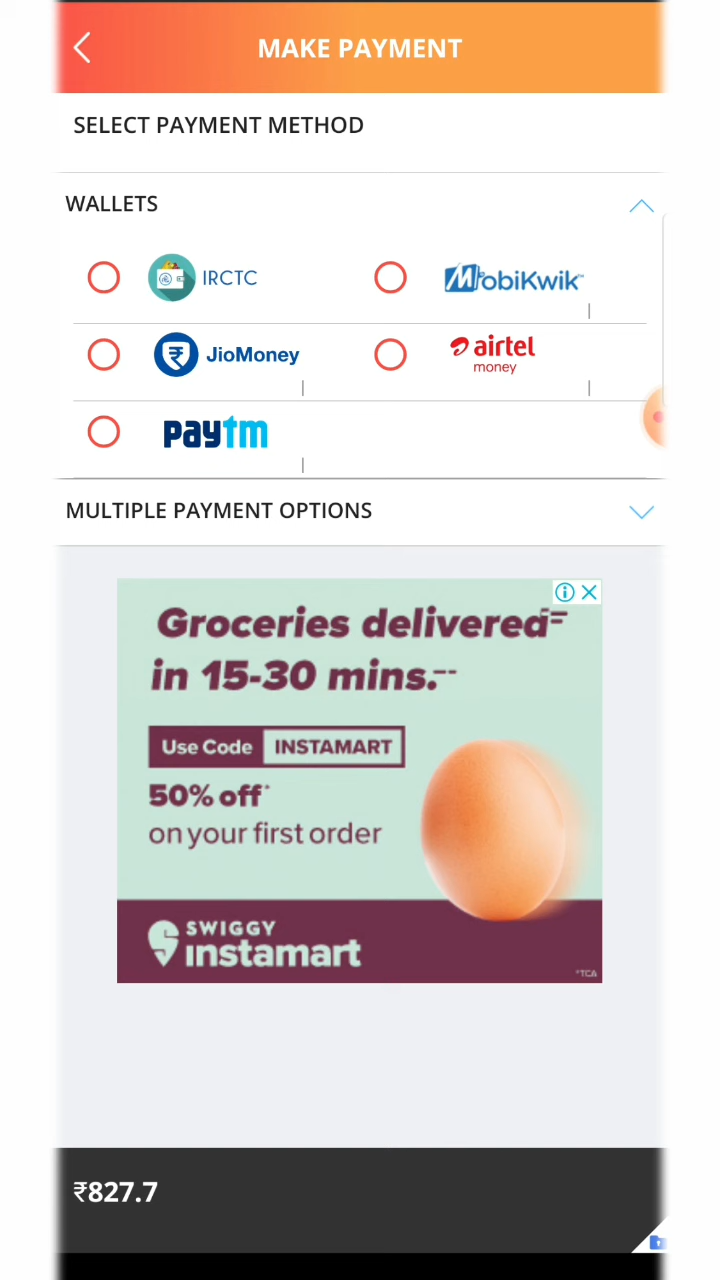 MAKE PAYMENT
SELECT PAYMENT METHOD
WALLETS
IRCTC
MobiKwik
JioMoney
airtel
money
paytm
MULTIPLE PAYMENT OPTIONS
Groceries delivered
in 15-30 mins.
Use Code INSTAMART
50% off*
on your first order
SWIGGY
instamart
*TCA
₹827.7